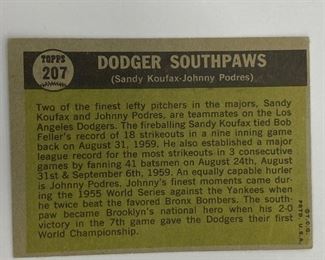 TOPPS
207
DODGER SOUTHPAWS
(Sandy Koufax-Johnny Podres)
Two of the finest lefty pitchers in the majors, Sandy
Koufax and Johnny Podres, are teammates on the Los
Angeles Dodgers. The fireballing Sandy Koufax tied Bob
Feller's record of 18 strikeouts in a nine inning game
back on August 31, 1959. He also established a major
league record for the most strikeouts in 3 consecutive
games by fanning 41 batsmen on August 24th, August
31st & September 6th, 1959. An equally capable hurler
is Johnny Podres. Johnny's finest moments came dur-
ing the 1955 World Series against the Yankees when
he twice beat the favored Bronx Bombers. The south-
paw became Brooklyn's national hero when his 2-0
victory in the 7th game gave the Dodgers their first
World Championship.
©T.C.G.
PRTD. U.S.A.